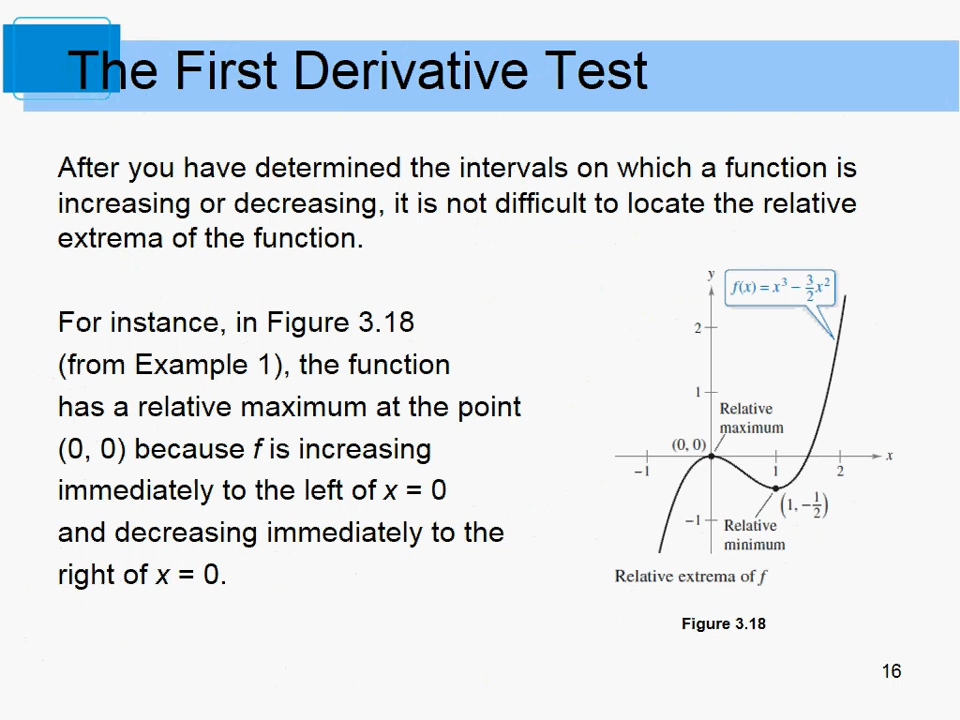 The First Derivative Test
After you have determined the intervals on which a function is
increasing or decreasing, it is not difficult to locate the relative
extrema of the function.
For instance, in Figure 3.18
(from Example 1), the function
has a relative maximum at the point
(0, 0) because f is increasing
immediately to the left of x = 0
and decreasing immediately to the
right of x = 0.
y
f(x) = x³ − 3/2 x²
2
1
Relative
maximum
(0, 0)
x
−1
1
2
(1, −1/2)
−1
Relative
minimum
Relative extrema of f
Figure 3.18
16